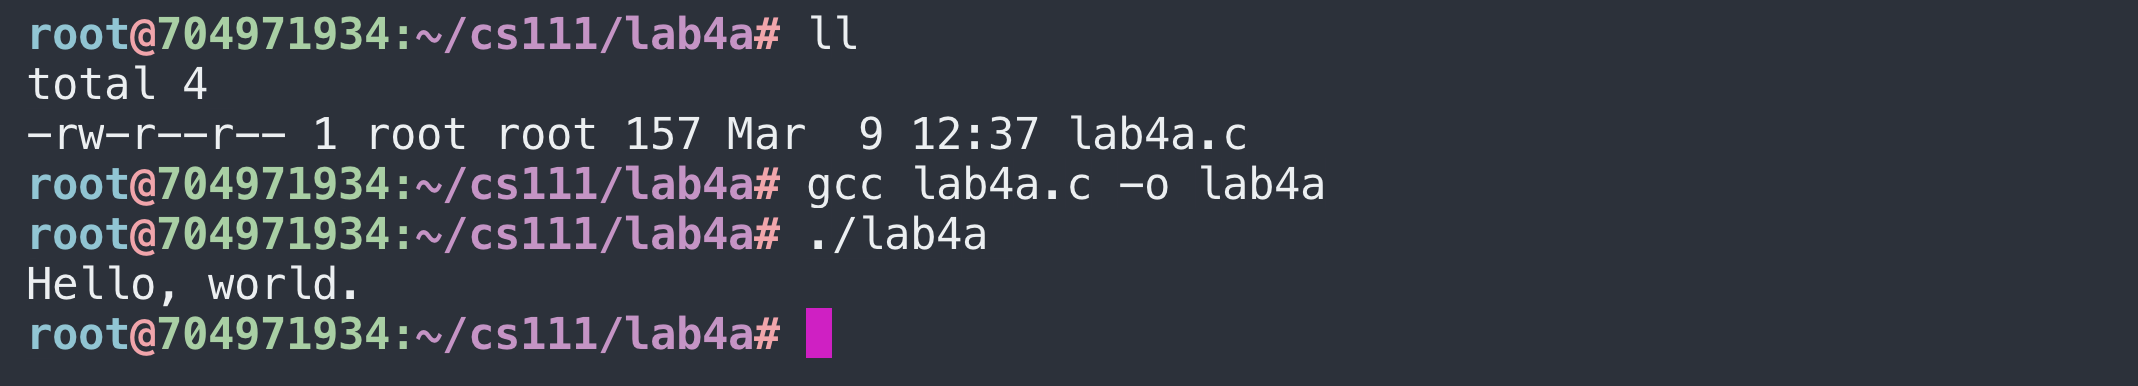 root@704971934:~/cs111/lab4a# ll
total 4
-rw-r--r-- 1 root root 157 Mar  9 12:37 lab4a.c
root@704971934:~/cs111/lab4a# gcc lab4a.c -o lab4a
root@704971934:~/cs111/lab4a# ./lab4a
Hello, world.
root@704971934:~/cs111/lab4a#